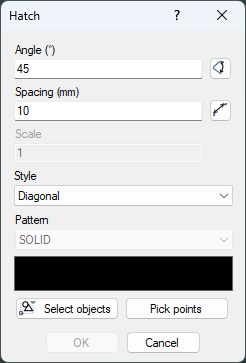 Hatch ? ×
Angle (°)
45
Spacing (mm)
10
Scale
1
Style
Diagonal
Pattern
SOLID
Select objects Pick points
OK Cancel